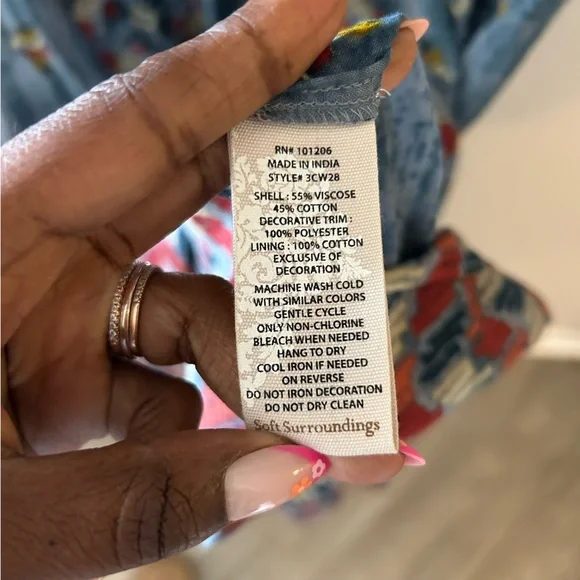 RN# 101206
MADE IN INDIA
STYLE# 3CW28
SHELL : 55% VISCOSE
45% COTTON
DECORATIVE TRIM :
100% POLYESTER
LINING : 100% COTTON
EXCLUSIVE OF
DECORATION
MACHINE WASH COLD
WITH SIMILAR COLORS
GENTLE CYCLE
ONLY NON-CHLORINE
BLEACH WHEN NEEDED
HANG TO DRY
COOL IRON IF NEEDED
ON REVERSE
DO NOT IRON DECORATION
DO NOT DRY CLEAN
Soft Surroundings